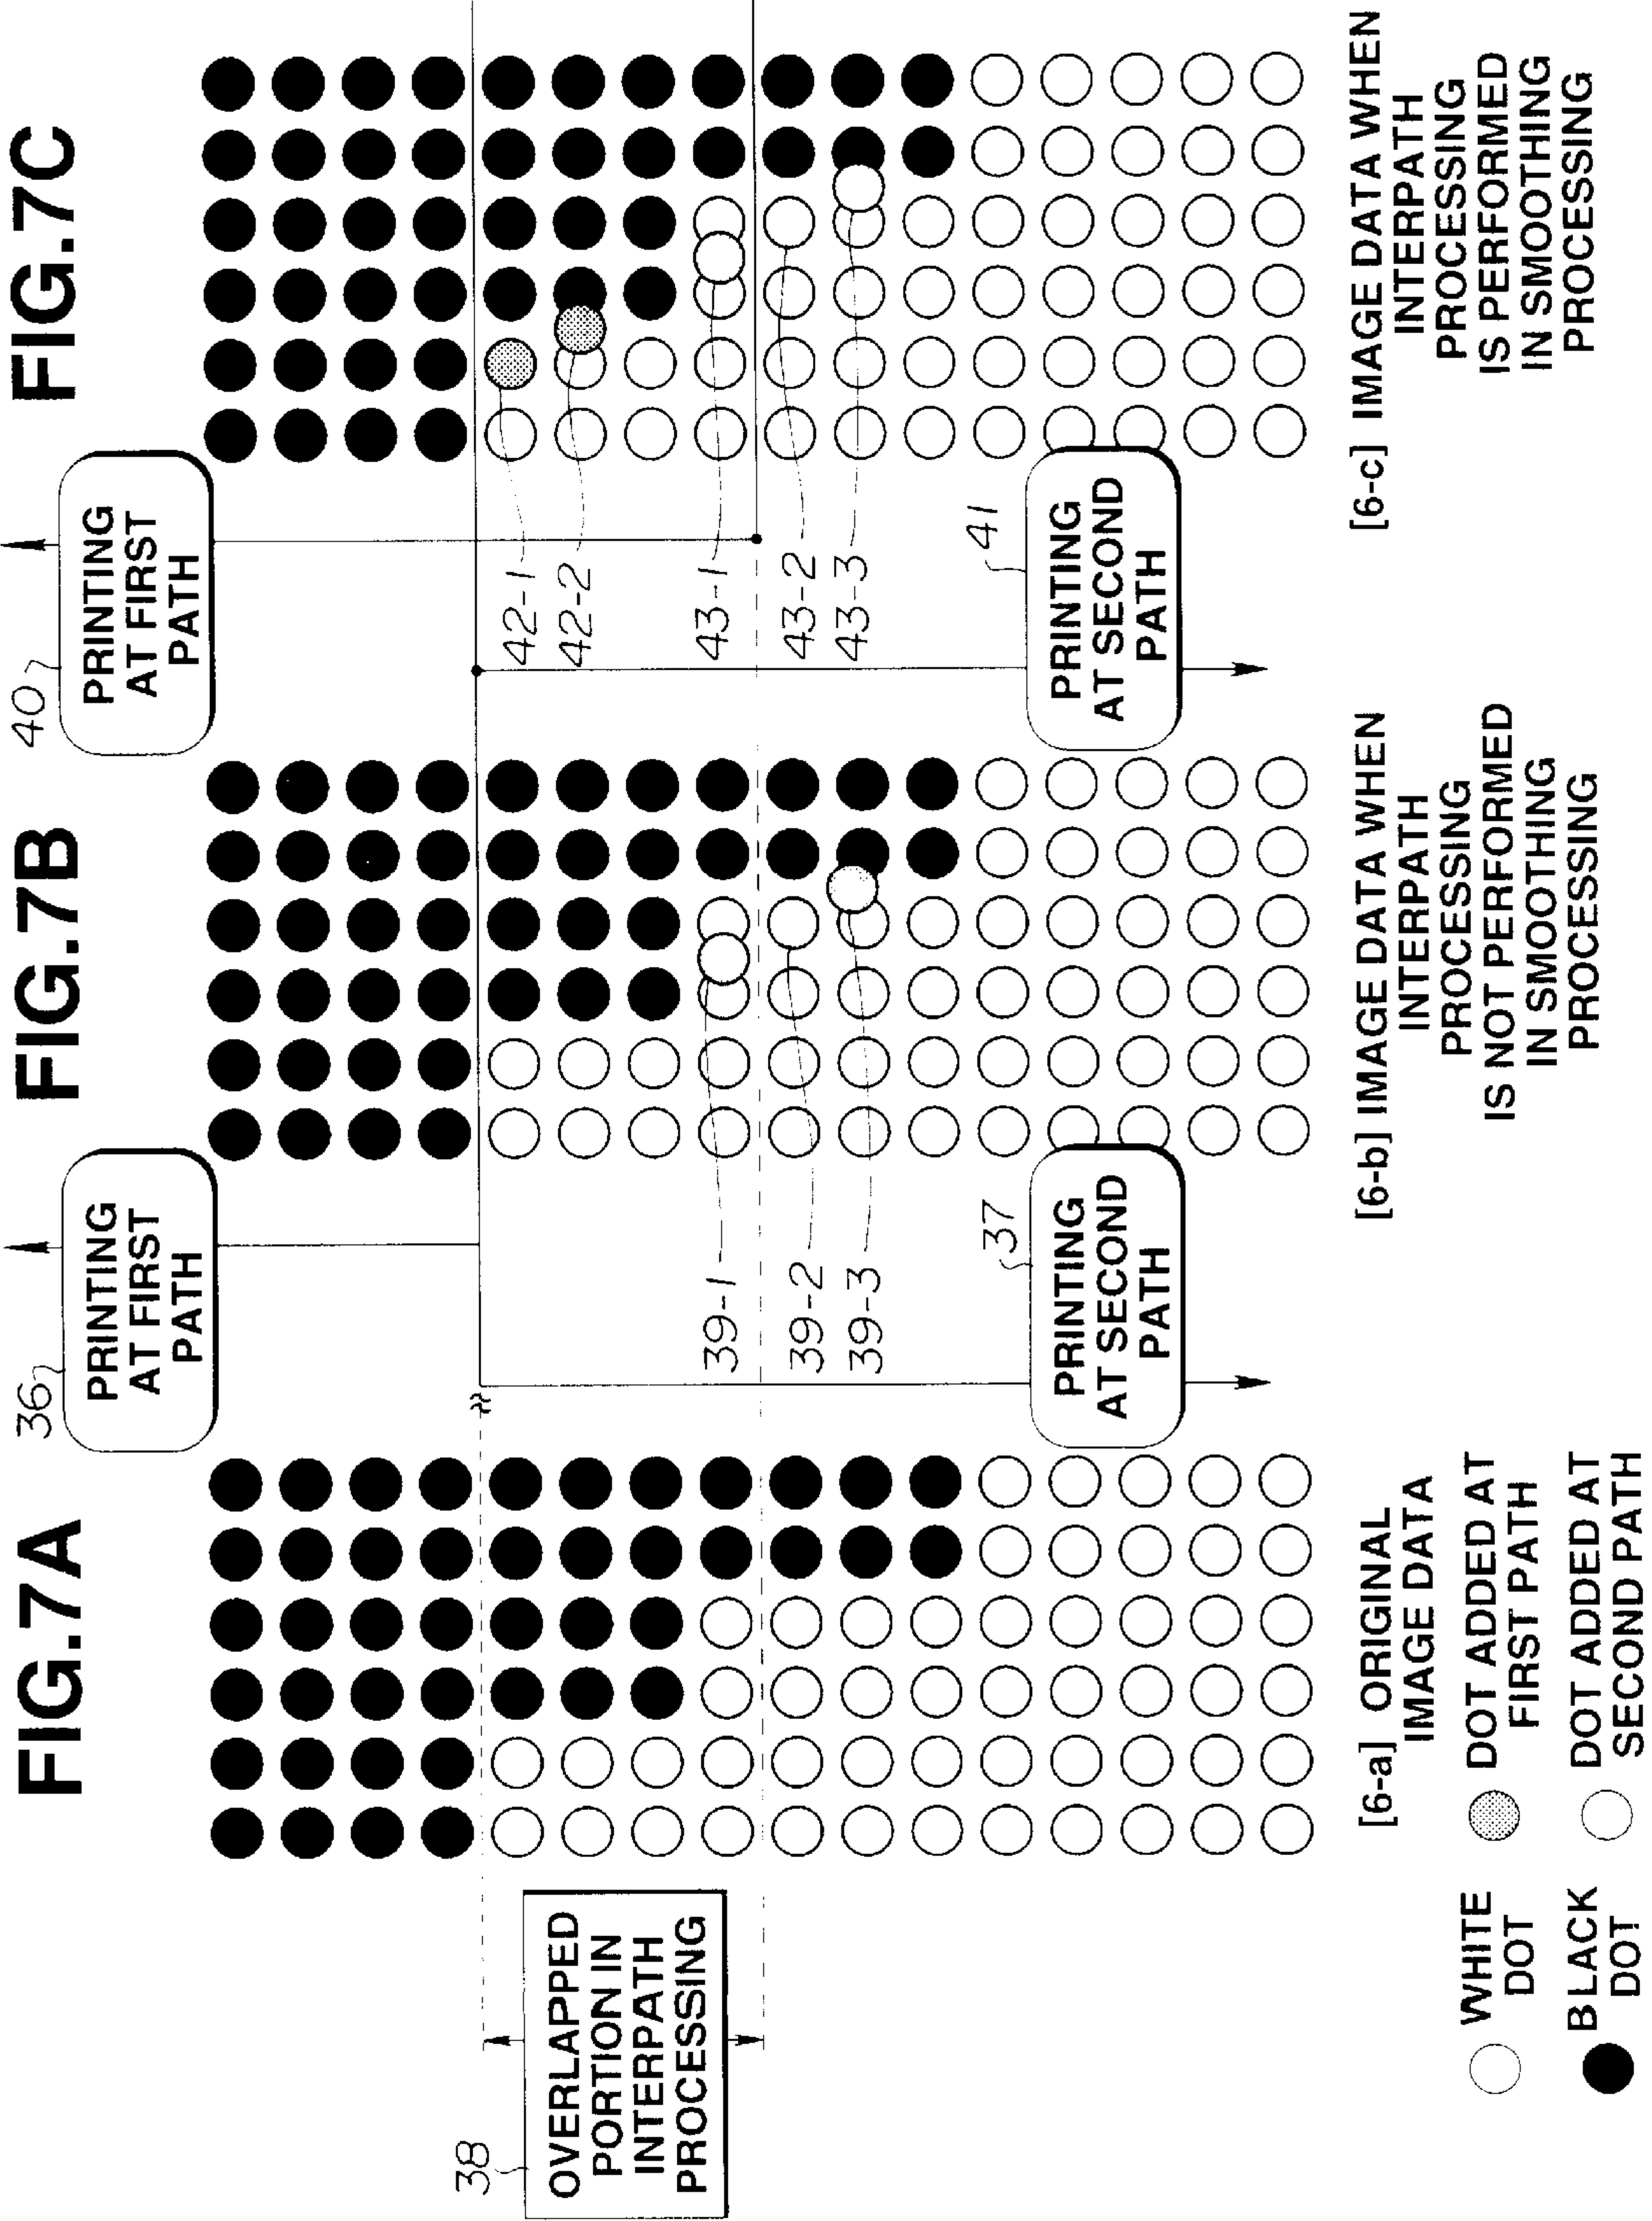 FIG.7A
FIG.7B
FIG.7C
36
PRINTING
AT FIRST
PATH
40
PRINTING
AT FIRST
PATH
38
OVERLAPPED
PORTION IN
INTERPATH
PROCESSING
39-1
39-2
39-3
42-1
42-2
43-1
43-2
43-3
37
PRINTING
AT SECOND
PATH
41
PRINTING
AT SECOND
PATH
[6-a] ORIGINAL
IMAGE DATA
[6-b] IMAGE DATA WHEN
INTERPATH
PROCESSING
IS NOT PERFORMED
IN SMOOTHING
PROCESSING
[6-c] IMAGE DATA WHEN
INTERPATH
PROCESSING
IS PERFORMED
IN SMOOTHING
PROCESSING
WHITE
DOT
DOT ADDED AT
FIRST PATH
BLACK
DOT
DOT ADDED AT
SECOND PATH